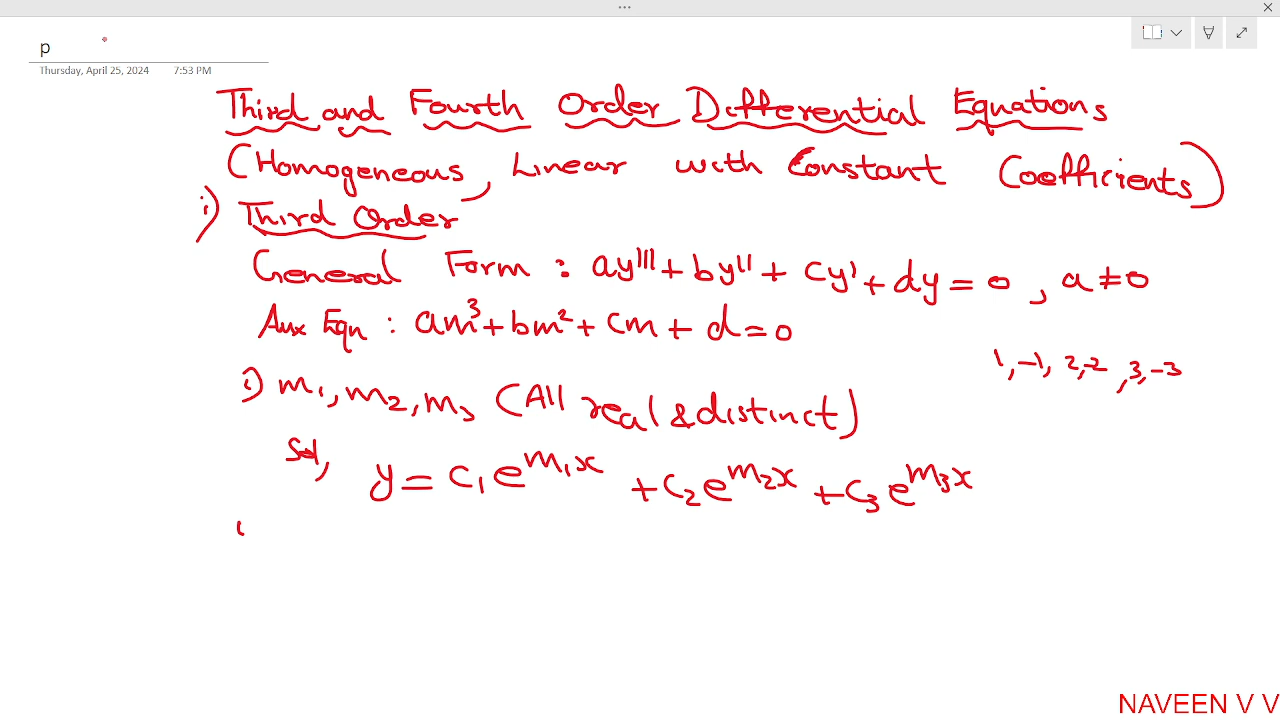 p
Thursday, April 25, 2024 7:53 PM
Third and Fourth Order Differential Equations
(Homogeneous, Linear with Constant Coefficients)
i) Third Order
General Form : ay''' + by'' + cy' + dy = 0, a ≠ 0
Aux Eqn : am³ + bm² + cm + d = 0
1, -1, 2, -2, 3, -3
i) m₁, m₂, m₃ (All real & distinct)
Sol, y = c₁e^{m₁x} + c₂e^{m₂x} + c₃e^{m₃x}
NAVEEN V V